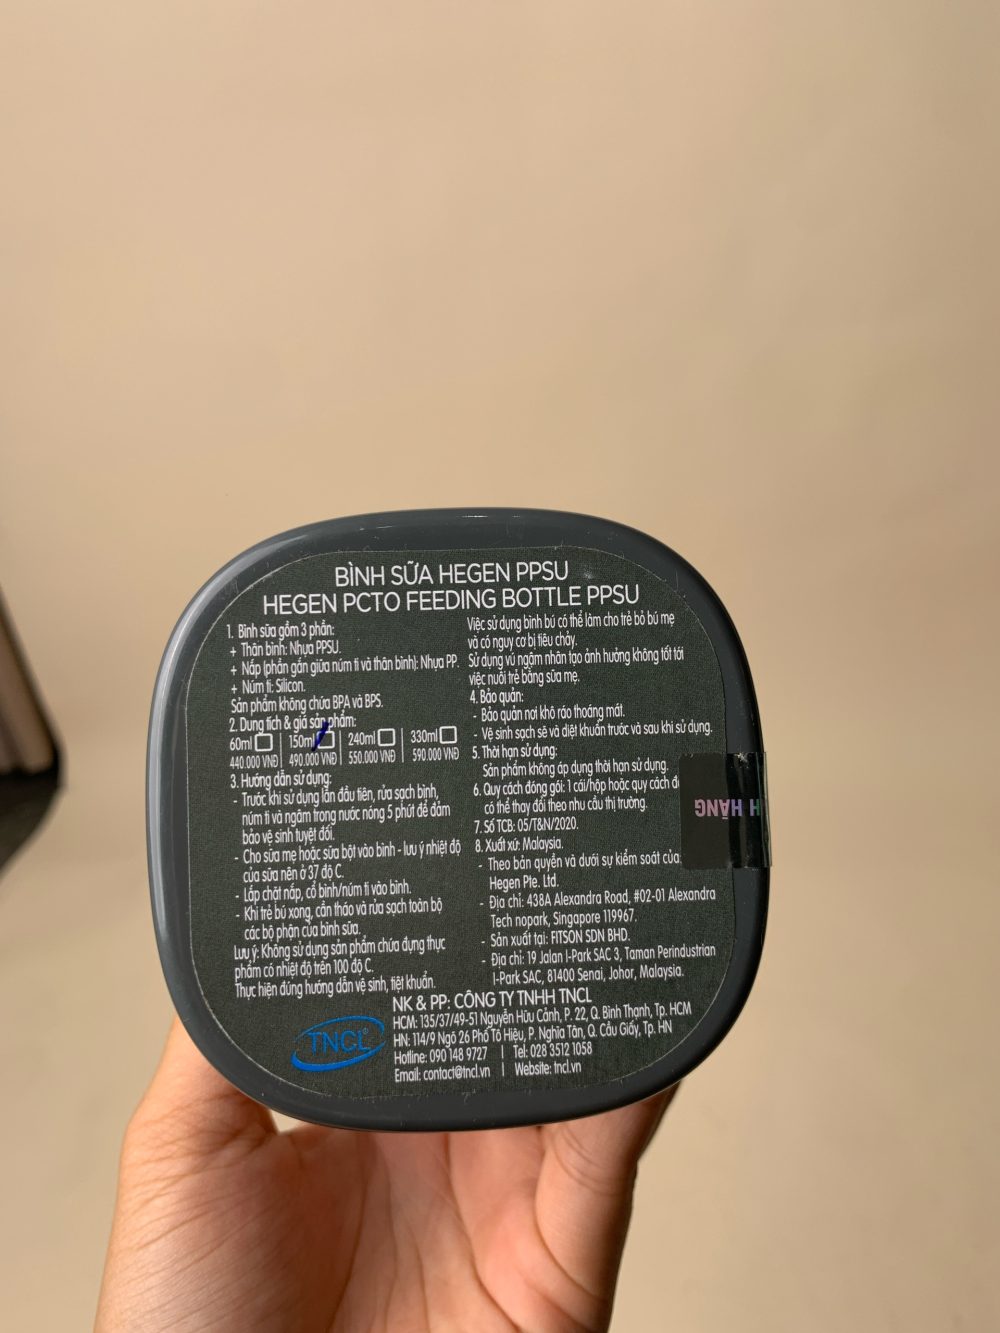 BÌNH SỮA HEGEN PPSU
HEGEN PCTO FEEDING BOTTLE PPSU
1. Bình sữa gồm 3 phần:
+ Thân bình: Nhựa PPSU.
+ Nắp (phần gắn giữa núm ti và thân bình): Nhựa PP.
+ Núm ti: Silicon.
Sản phẩm không chứa BPA và BPS.
2. Dung tích & giá sản phẩm:
60ml 150ml 240ml 330ml
440.000 VNĐ | 490.000 VNĐ | 550.000 VNĐ | 590.000 VNĐ
3. Hướng dẫn sử dụng:
- Trước khi sử dụng lần đầu tiên, rửa sạch bình,
núm ti và ngâm trong nước nóng 5 phút để đảm
bảo vệ sinh tuyệt đối.
- Cho sữa mẹ hoặc sữa bột vào bình - lưu ý nhiệt độ
của sữa nên ở 37 độ C.
- Lắp chặt nắp, cổ bình/núm ti vào bình.
- Khi trẻ bú xong, cần tháo và rửa sạch toàn bộ
các bộ phận của bình sữa.
Lưu ý: Không sử dụng sản phẩm chứa đựng thực
phẩm có nhiệt độ trên 100 độ C.
Thực hiện đúng hướng dẫn vệ sinh, tiệt khuẩn.
Việc sử dụng bình bú có thể làm cho trẻ bỏ bú mẹ
và có nguy cơ bị tiêu chảy.
Sử dụng vú ngậm nhân tạo ảnh hưởng không tốt tới
việc nuôi trẻ bằng sữa mẹ.
4. Bảo quản:
- Bảo quản nơi khô ráo thoáng mát.
- Vệ sinh sạch sẽ và diệt khuẩn trước và sau khi sử dụng.
5. Thời hạn sử dụng:
Sản phẩm không áp dụng thời hạn sử dụng.
6. Quy cách đóng gói: 1 cái/hộp hoặc quy cách
có thể thay đổi theo nhu cầu thị trường.
7. Số TCB: 05/T&N/2020.
8. Xuất xứ: Malaysia.
- Theo bản quyền và dưới sự kiểm soát của
Hegen Pte. Ltd.
- Địa chỉ: 438A Alexandra Road, #02-01 Alexandra
Tech nopark, Singapore 119967.
- Sản xuất tại: FITSON SDN BHD.
- Địa chỉ: 19 Jalan I-Park SAC 3, Taman Perindustrian
I-Park SAC, 81400 Senai, Johor, Malaysia.
H HÃNG
TNCL
NK & PP: CÔNG TY TNHH TNCL
HCM: 135/37/49-51 Nguyễn Hữu Cảnh, P. 22, Q. Bình Thạnh, Tp. HCM
HN: 114/9 Ngõ 26 Phố Tô Hiệu, P. Nghĩa Tân, Q. Cầu Giấy, Tp. HN
Hotline: 090 148 9727 | Tel: 028 3512 1058
Email: contact@tncl.vn | Website: tncl.vn